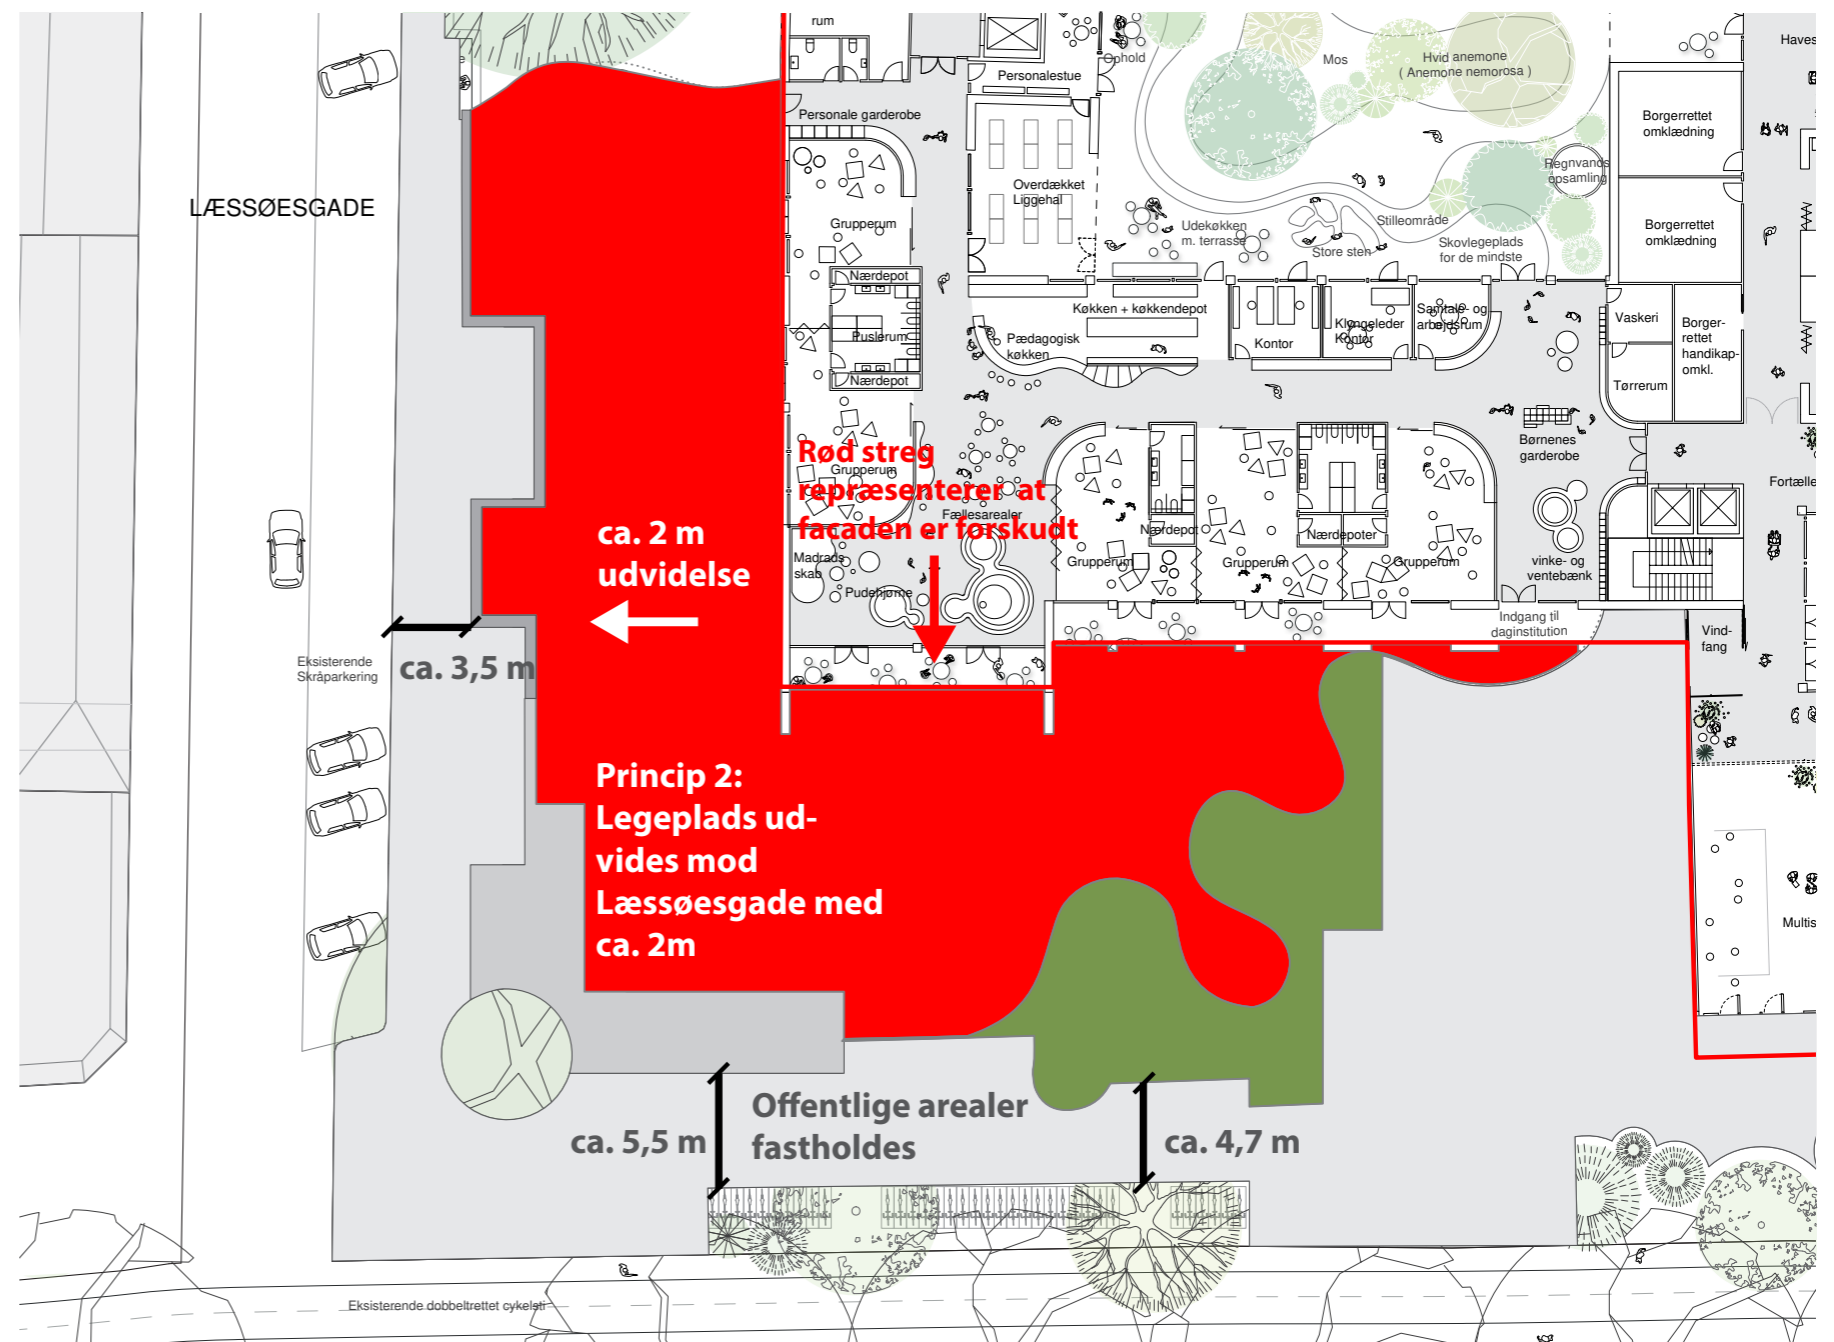 rum
Personalestue
Ophold
Mos
Hvid anemone
( Anemone nemorosa )
Haves
Personale garderobe
Borgerrettet
omklædning
LÆSSØESGADE
Overdækket
Liggehal
Regnvands
opsamling
Grupperum
Udekøkken
m. terrasse
Stilleområde
Store sten
Skovlegeplads
for de mindste
Borgerrettet
omklædning
Nærdepot
Puslerum
Nærdepot
Køkken + køkkendepot
Pædagogisk
køkken
Kontor
Klyngeleder
Kontor
Samtale- og
arbejdsrum
Vaskeri
Borger-
rettet
handikap-
omkl.
Tørrerum
Børnenes
garderobe
Rød streg
repræsenterer at
facaden er forskudt
Grupperum
Fællesarealer
Fortælle
ca. 2 m
udvidelse
Madrads
skab
Pudehjørne
Nærdepot
Grupperum
Grupperum
Nærdepoter
Grupperum
vinke- og
ventebænk
Indgang til
daginstitution
Vind-
fang
Eksisterende
Skråparkering
ca. 3,5 m
Princip 2:
Legeplads ud-
vides mod
Læssøesgade med
ca. 2m
Multis
Offentlige arealer
fastholdes
ca. 5,5 m
ca. 4,7 m
Eksisterende dobbeltrettet cykelsti